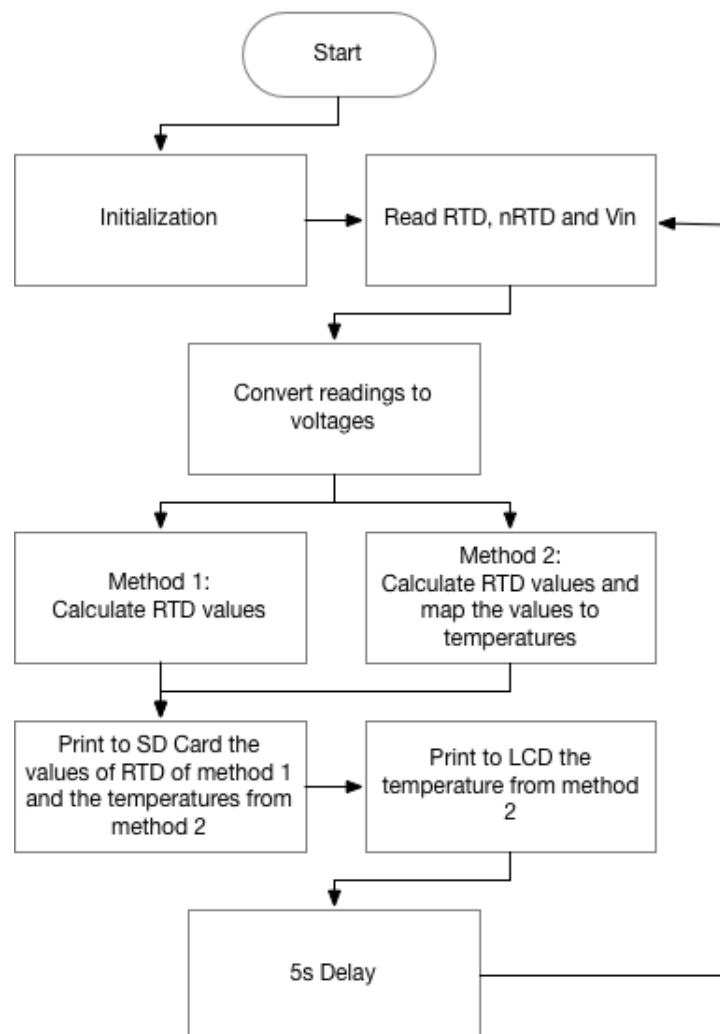 Start
Initialization
Read RTD, nRTD and Vin
Convert readings to
voltages
Method 1:
Calculate RTD values
Method 2:
Calculate RTD values and
map the values to
temperatures
Print to SD Card the
values of RTD of method 1
and the temperatures from
method 2
Print to LCD the
temperature from method
2
5s Delay